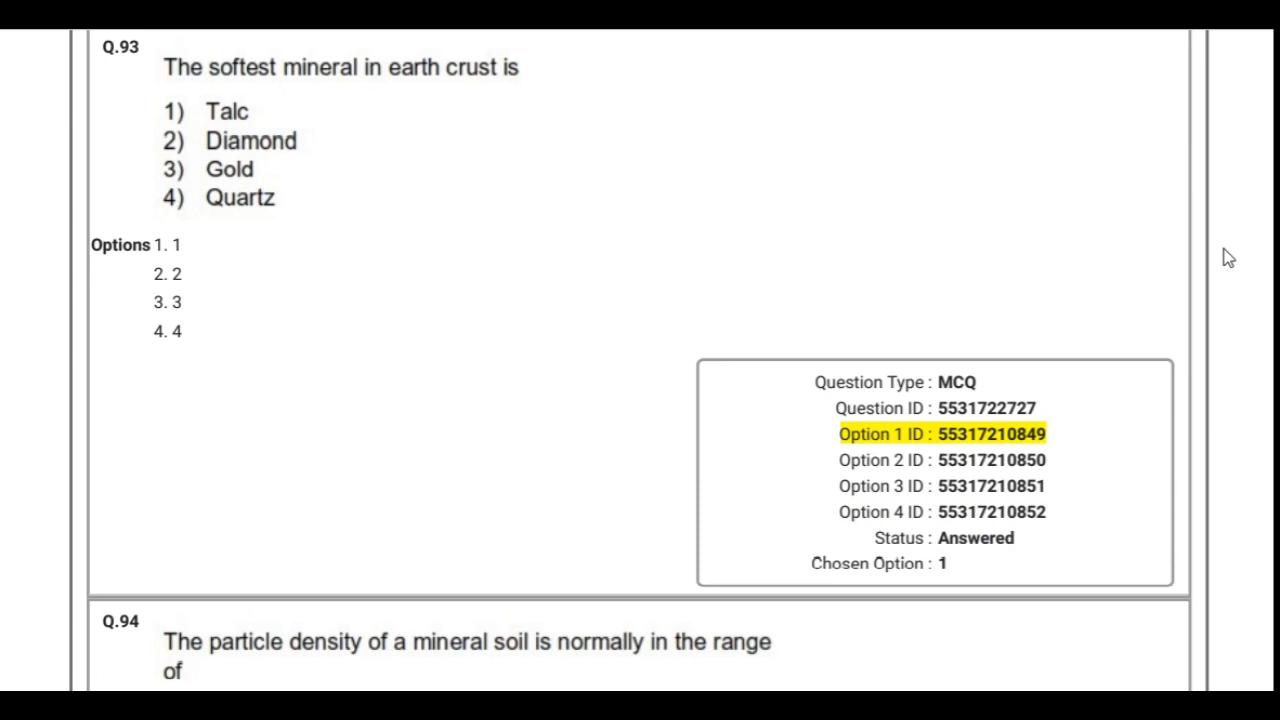 Q.93
The softest mineral in earth crust is
1) Talc
2) Diamond
3) Gold
4) Quartz
Options 1. 1
2. 2
3. 3
4. 4
Question Type : MCQ
Question ID : 5531722727
Option 1 ID : 55317210849
Option 2 ID : 55317210850
Option 3 ID : 55317210851
Option 4 ID : 55317210852
Status : Answered
Chosen Option : 1
Q.94
The particle density of a mineral soil is normally in the range
of